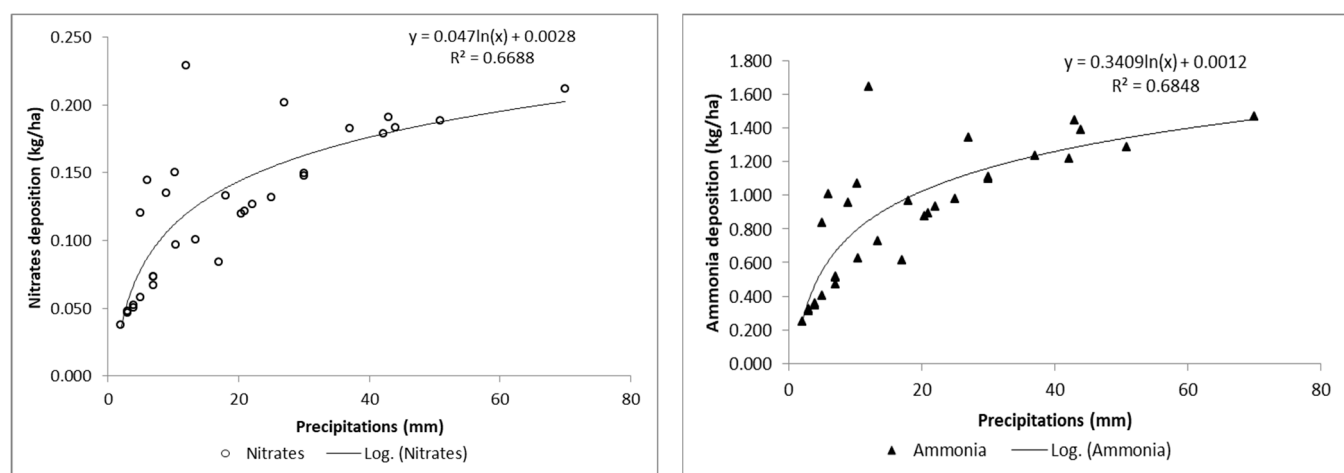 y = 0.047ln(x) + 0.0028
R² = 0.6688
0.250
0.200
0.150
0.100
0.050
0.000
Nitrates deposition (kg/ha)
0
20
40
60
80
Precipitations (mm)
Nitrates
Log. (Nitrates)
y = 0.3409ln(x) + 0.0012
R² = 0.6848
1.800
1.600
1.400
1.200
1.000
0.800
0.600
0.400
0.200
0.000
Ammonia deposition (kg/ha)
0
20
40
60
80
Precipitations (mm)
Ammonia
Log. (Ammonia)